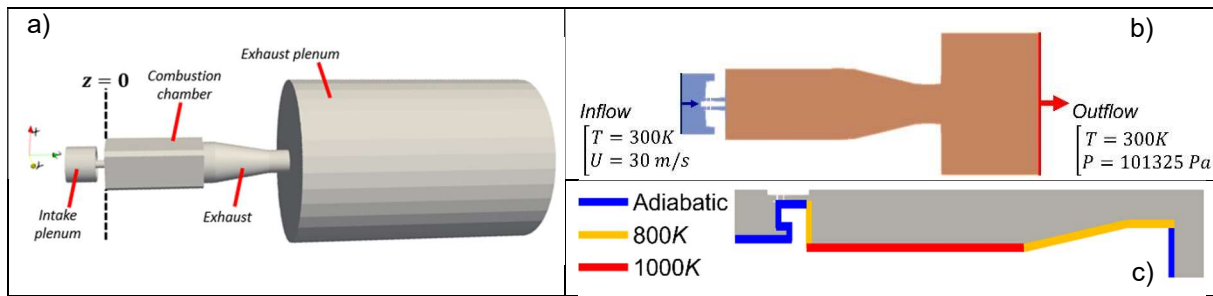 a)
Exhaust plenum
z = 0
Combustion
chamber
Intake
plenum
Exhaust
b)
Inflow
T = 300K
U = 30 m/s
Outflow
T = 300K
P = 101325 Pa
Adiabatic
800K
1000K
c)